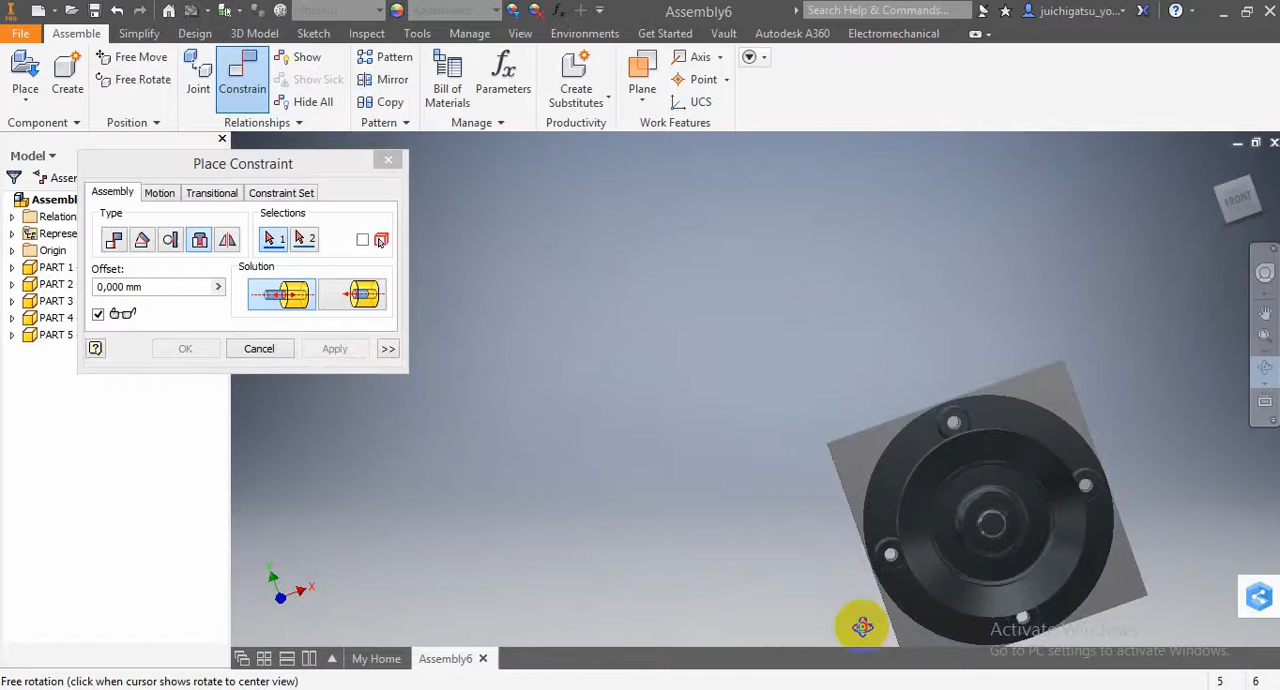 Assembly6
Search Help & Commands...
juichigatsu_yo...
File
Assemble
Simplify
Design
3D Model
Sketch
Inspect
Tools
Manage
View
Environments
Get Started
Vault
Autodesk A360
Electromechanical
Place
Create
Free Move
Free Rotate
Joint
Constrain
Show
Show Sick
Hide All
Pattern
Mirror
Copy
Bill of
Materials
Parameters
Create
Substitutes
Plane
Axis
Point
UCS
Component
Position
Relationships
Pattern
Manage
Productivity
Work Features
Model
Assem
Assembl
Relation
Represe
Origin
PART 1
PART 2
PART 3
PART 4
PART 5
Place Constraint
Assembly
Motion
Transitional
Constraint Set
Type
Selections
1
2
Offset:
Solution
0,000 mm
OK
Cancel
Apply
>>
FRONT
Y
X
Activate Windows
Go to PC settings to activate Windows.
My Home
Assembly6
Free rotation (click when cursor shows rotate to center view)
5
6